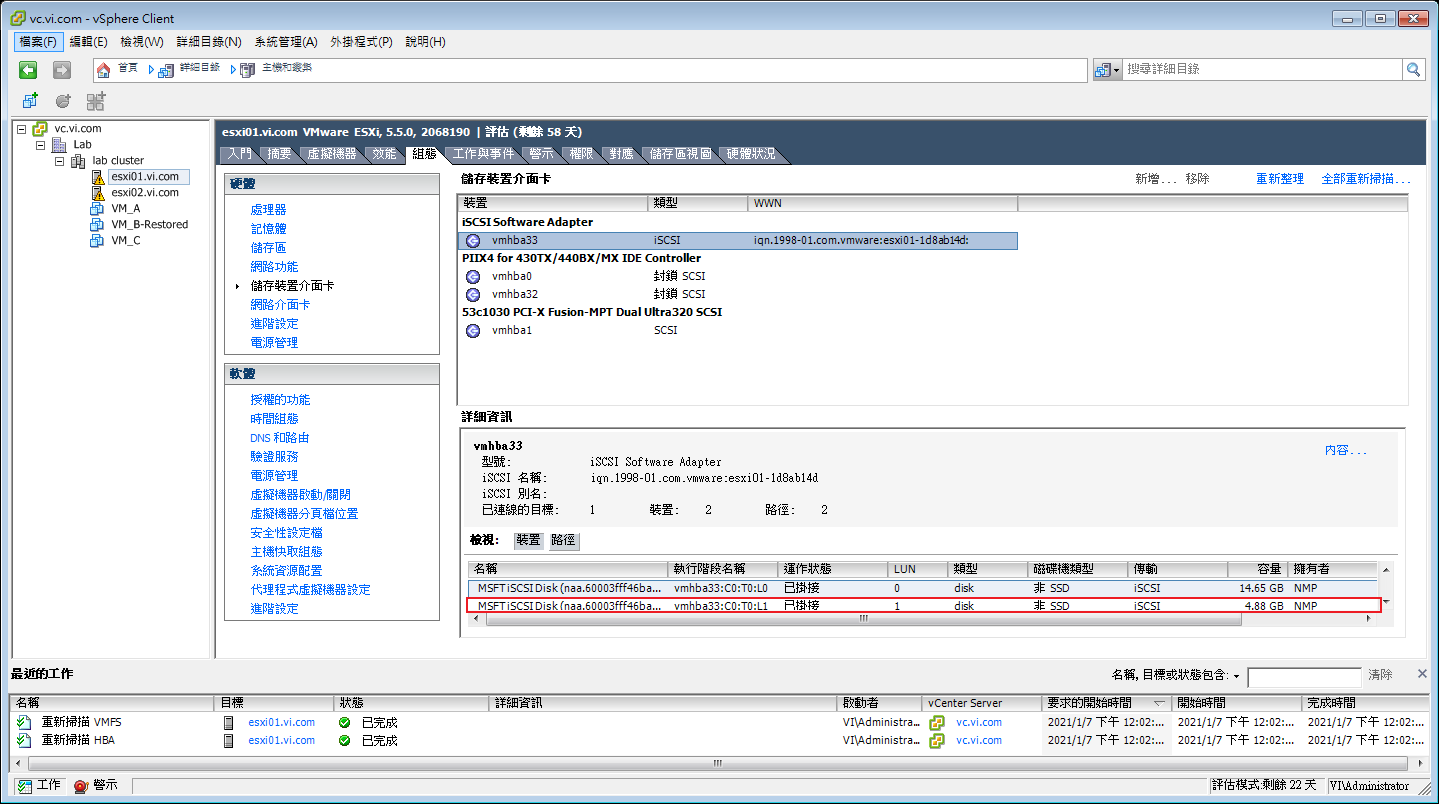 vc.vi.com - vSphere Client
檔案(F) 編輯(E) 檢視(W) 詳細目錄(N) 系統管理(A) 外掛程式(P) 說明(H)
首頁 詳細目錄 主機和叢集 搜尋詳細目錄
vc.vi.com
Lab
lab cluster
esxi01.vi.com
esxi02.vi.com
VM_A
VM_B-Restored
VM_C
esxi01.vi.com VMware ESXi, 5.5.0, 2068190 | 評估 (剩餘 58 天)
入門 摘要 虛擬機器 效能 組態 工作與事件 警示 權限 對應 儲存區視圖 硬體狀況
硬體
處理器
記憶體
儲存區
網路功能
儲存裝置介面卡
網路介面卡
進階設定
電源管理
軟體
授權的功能
時間組態
DNS 和路由
驗證服務
電源管理
虛擬機器啟動/關閉
虛擬機器分頁檔位置
安全性設定檔
主機快取組態
系統資源配置
代理程式虛擬機器設定
進階設定
儲存裝置介面卡 新增... 移除 重新整理 全部重新掃描...
裝置 類型 WWN
iSCSI Software Adapter
vmhba33 iSCSI iqn.1998-01.com.vmware:esxi01-1d8ab14d:
PIIX4 for 430TX/440BX/MX IDE Controller
vmhba0 封鎖 SCSI
vmhba32 封鎖 SCSI
53c1030 PCI-X Fusion-MPT Dual Ultra320 SCSI
vmhba1 SCSI
詳細資訊
vmhba33 內容...
型號: iSCSI Software Adapter
iSCSI 名稱: iqn.1998-01.com.vmware:esxi01-1d8ab14d
iSCSI 別名:
已連線的目標: 1 裝置: 2 路徑: 2
檢視: 裝置 路徑
名稱 執行階段名稱 運作狀態 LUN 類型 磁碟機類型 傳輸 容量 擁有者
MSFT iSCSI Disk (naa.60003fff46ba... vmhba33:C0:T0:L0 已掛接 0 disk 非 SSD iSCSI 14.65 GB NMP
MSFT iSCSI Disk (naa.60003fff46ba... vmhba33:C0:T0:L1 已掛接 1 disk 非 SSD iSCSI 4.88 GB NMP
最近的工作 名稱, 目標或狀態包含: 清除
名稱 目標 狀態 詳細資訊 啟動者 vCenter Server 要求的開始時間 開始時間 完成時間
重新掃描 VMFS esxi01.vi.com 已完成 VI\Administra... vc.vi.com 2021/1/7 下午 12:02:... 2021/1/7 下午 12:02:... 2021/1/7 下午 12:02:...
重新掃描 HBA esxi01.vi.com 已完成 VI\Administra... vc.vi.com 2021/1/7 下午 12:02:... 2021/1/7 下午 12:02:... 2021/1/7 下午 12:02:...
工作 警示 評估模式:剩餘 22 天 VI\Administrator